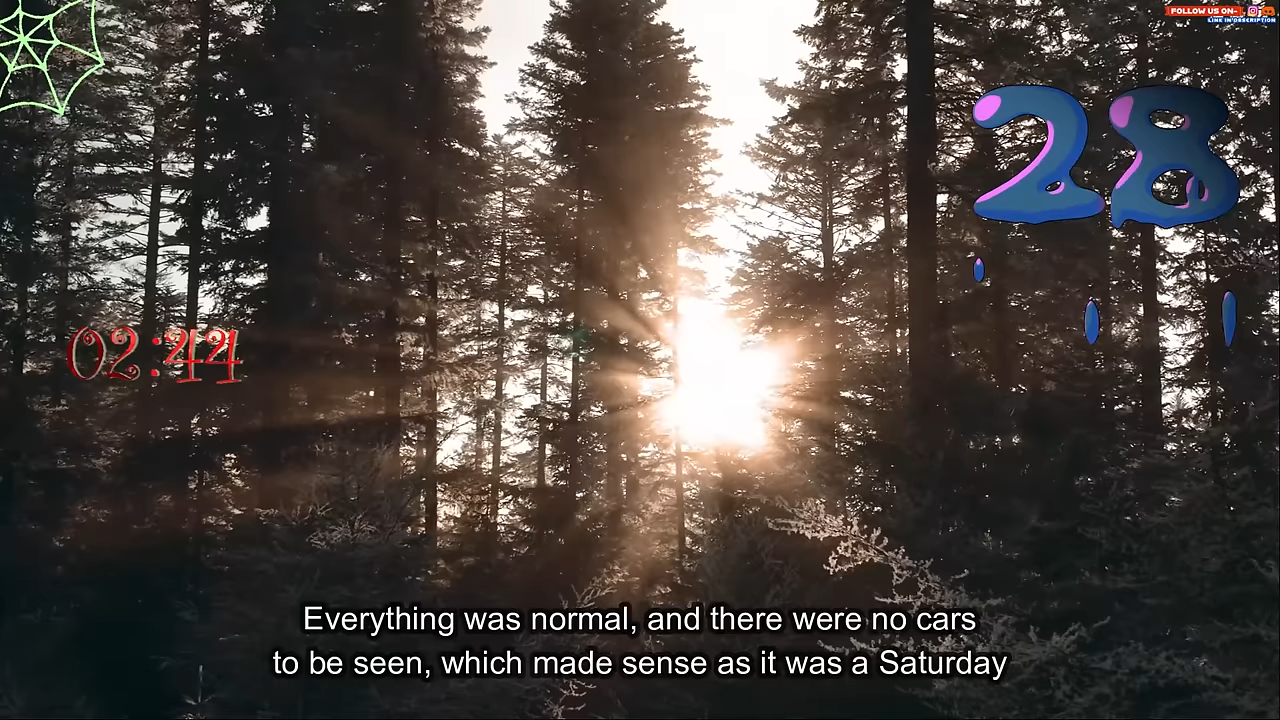 FOLLOW US ON-
LINK IN DESCRIPTION
28
02:44
Everything was normal, and there were no cars
to be seen, which made sense as it was a Saturday